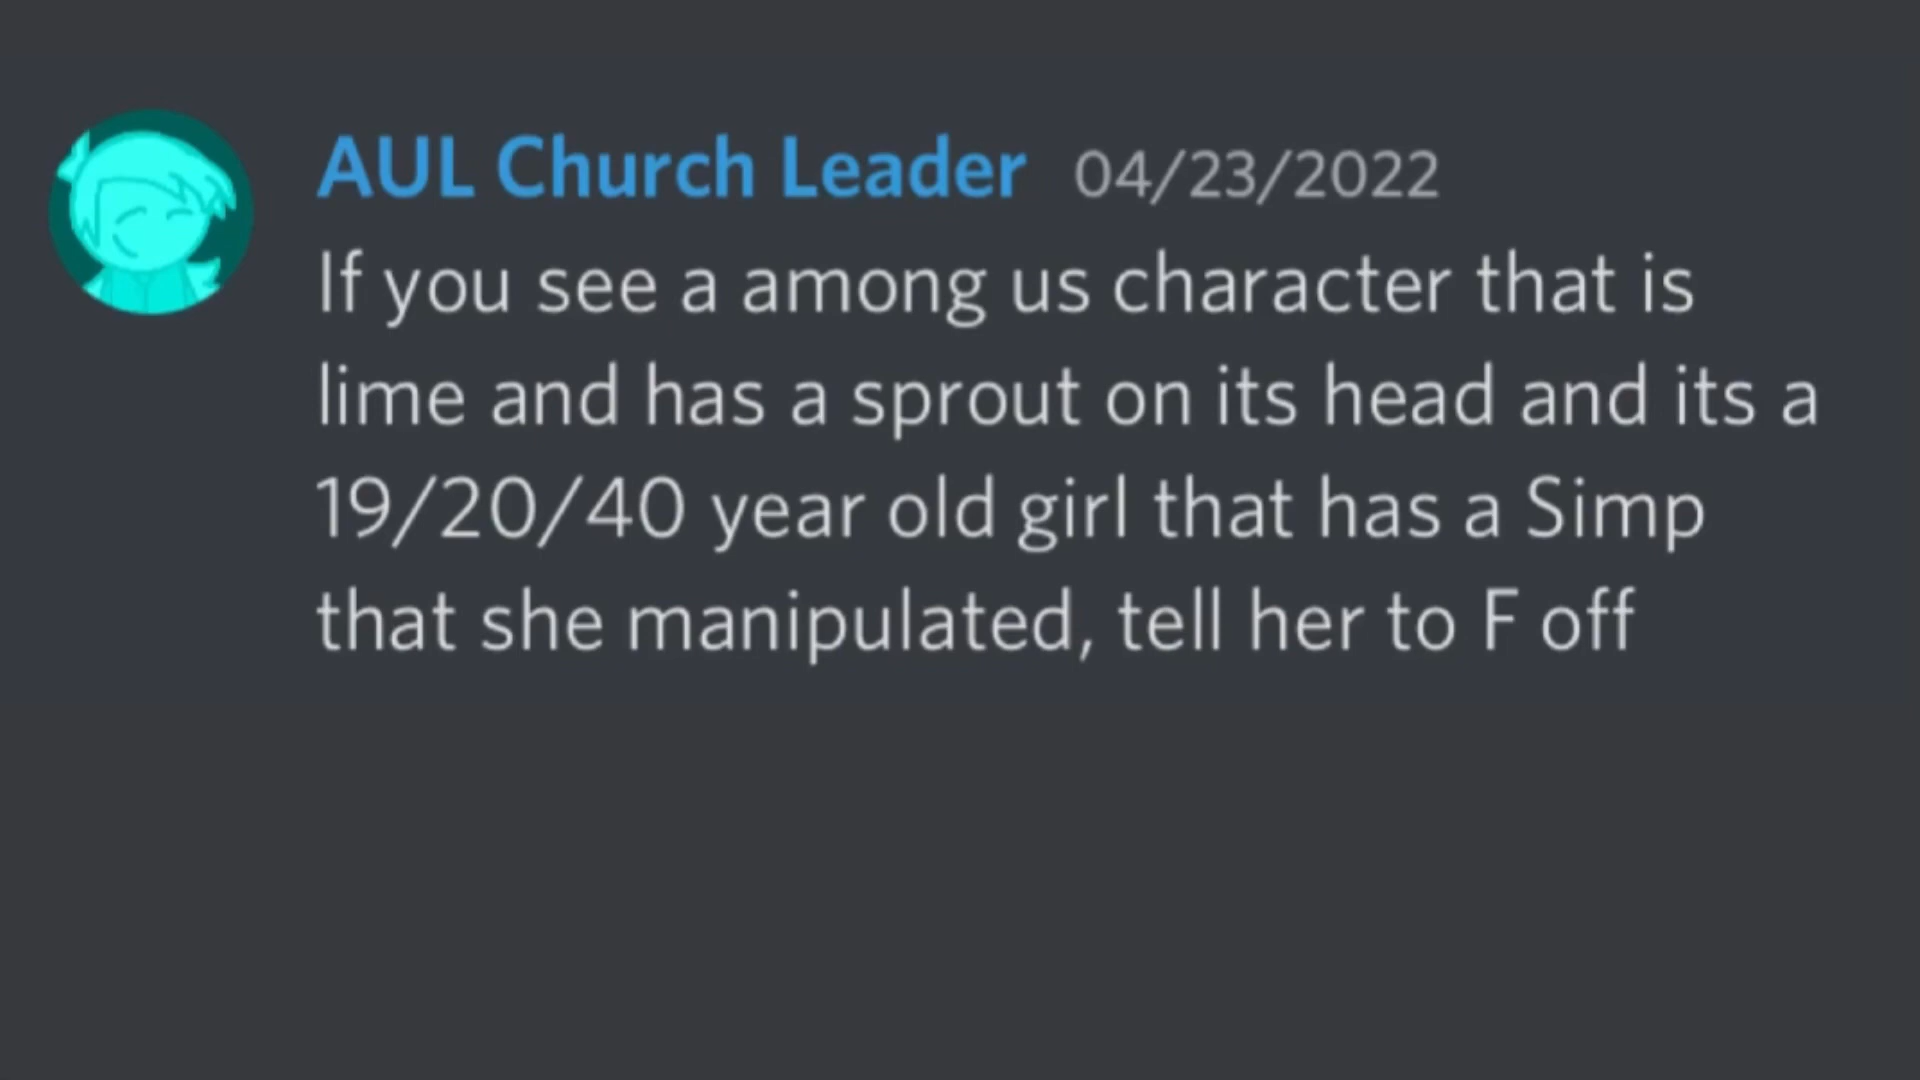 AUL Church Leader 04/23/2022
If you see a among us character that is
lime and has a sprout on its head and its a
19/20/40 year old girl that has a Simp
that she manipulated, tell her to F off